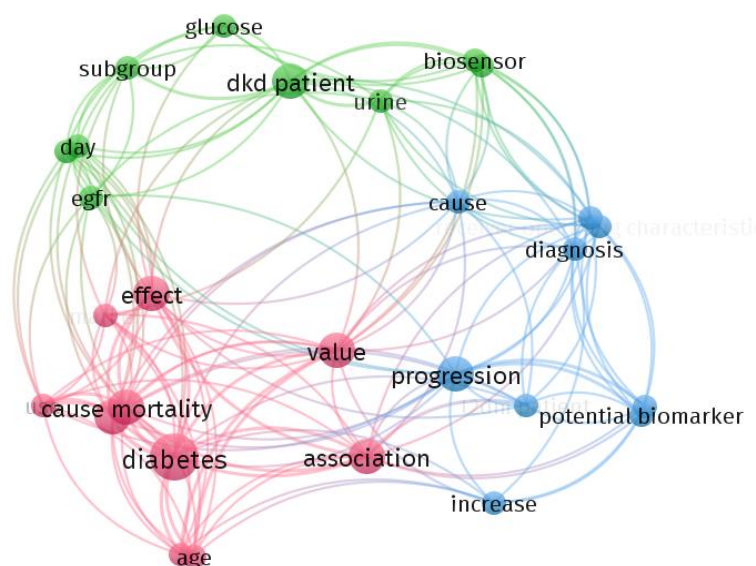 glucose
subgroup
dkd patient
biosensor
urine
day
egfr
cause
diagnosis
effect
value
progression
cause mortality
potential biomarker
diabetes
association
increase
age